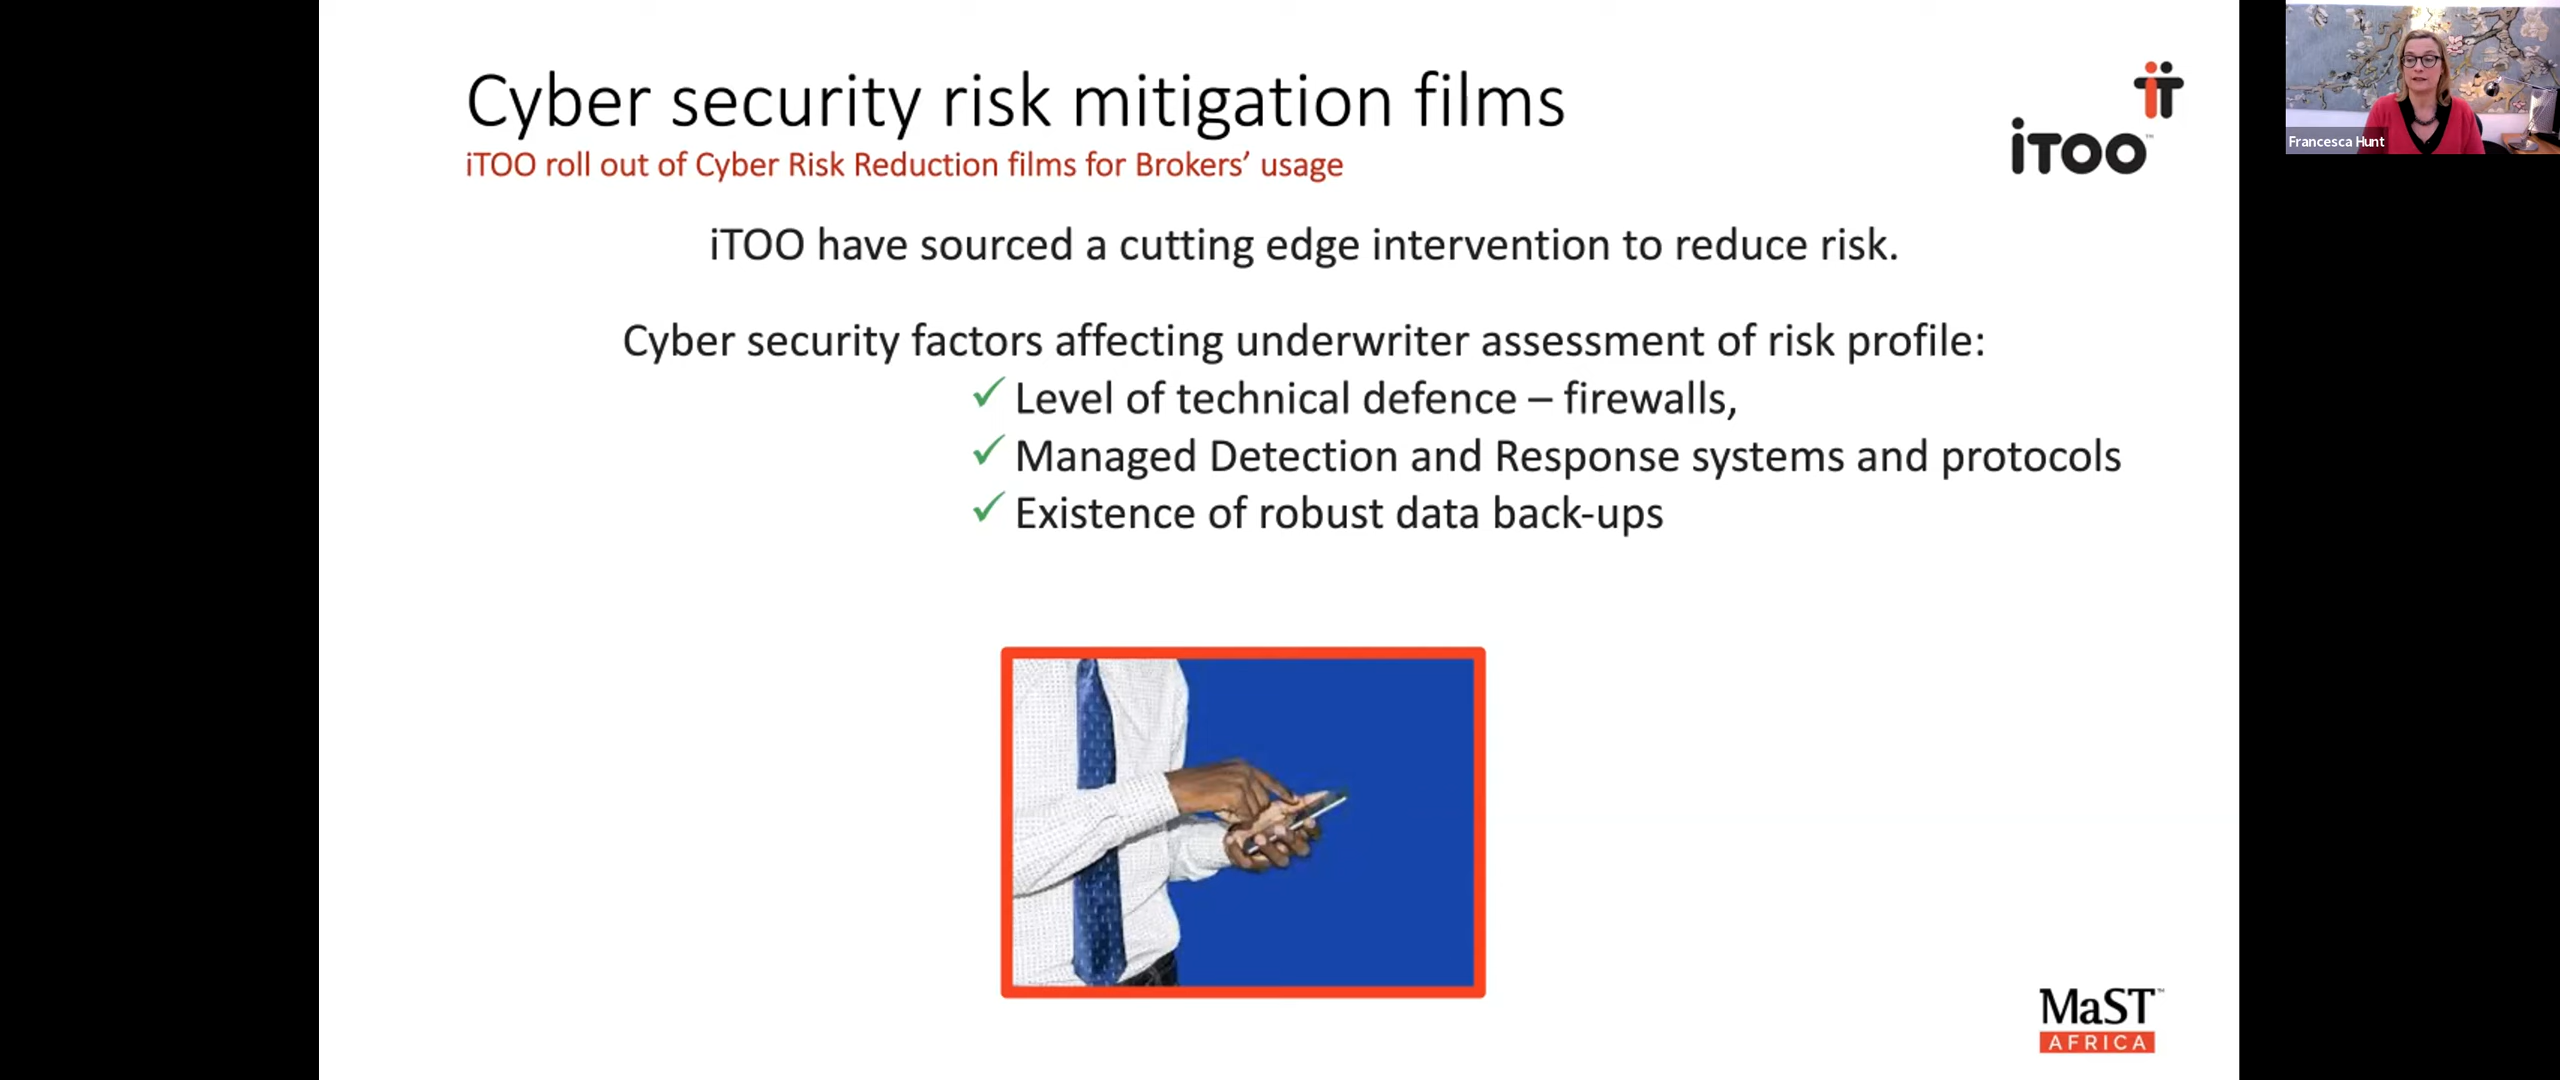 Cyber security risk mitigation films
iTOO roll out of Cyber Risk Reduction films for Brokers' usage
iTOO™
Francesca Hunt
iTOO have sourced a cutting edge intervention to reduce risk.
Cyber security factors affecting underwriter assessment of risk profile:
✓ Level of technical defence – firewalls,
✓ Managed Detection and Response systems and protocols
✓ Existence of robust data back-ups
MaST™
AFRICA